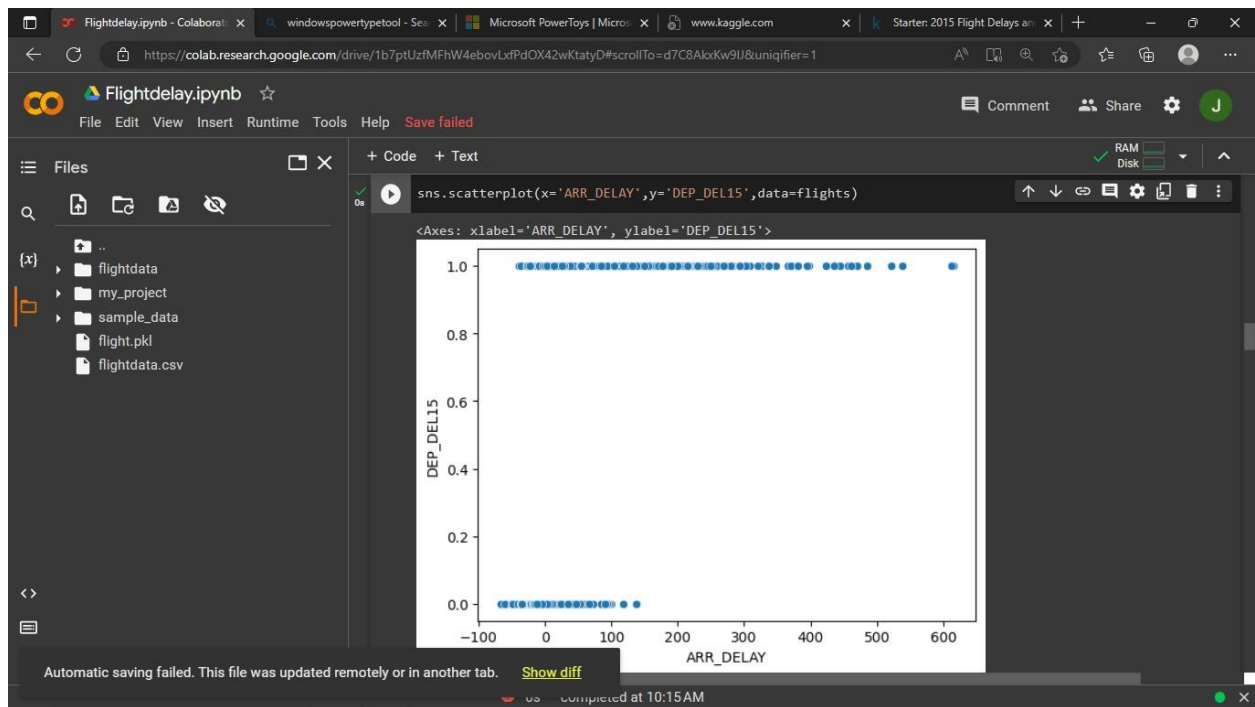 Flightdelay.ipynb - Colaborato
windowspowertypetool - Sea
Microsoft PowerToys | Micros
www.kaggle.com
Starter: 2015 Flight Delays an
https://colab.research.google.com/drive/1b7ptUzfMFhW4ebovLxfPdOX42wKtatyD#scrollTo=d7C8AkxKw9IJ&uniqifier=1
Flightdelay.ipynb
Comment
Share
J
File Edit View Insert Runtime Tools Help Save failed
Files
+ Code + Text
RAM
Disk
0s
sns.scatterplot(x='ARR_DELAY',y='DEP_DEL15',data=flights)
<Axes: xlabel='ARR_DELAY', ylabel='DEP_DEL15'>
..
{x}
flightdata
my_project
sample_data
flight.pkl
flightdata.csv
1.0
0.8
0.6
0.4
0.2
0.0
DEP_DEL15
−100 0 100 200 300 400 500 600
ARR_DELAY
Automatic saving failed. This file was updated remotely or in another tab. Show diff
0s completed at 10:15 AM